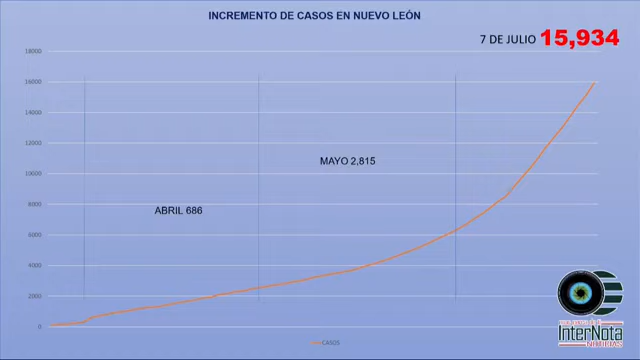 INCREMENTO DE CASOS EN NUEVO LEÓN
7 DE JULIO 15,934
18000
16000
14000
12000
10000
8000
6000
4000
2000
0
MAYO 2,815
ABRIL 686
CASOS
InterNota
NOTICIAS